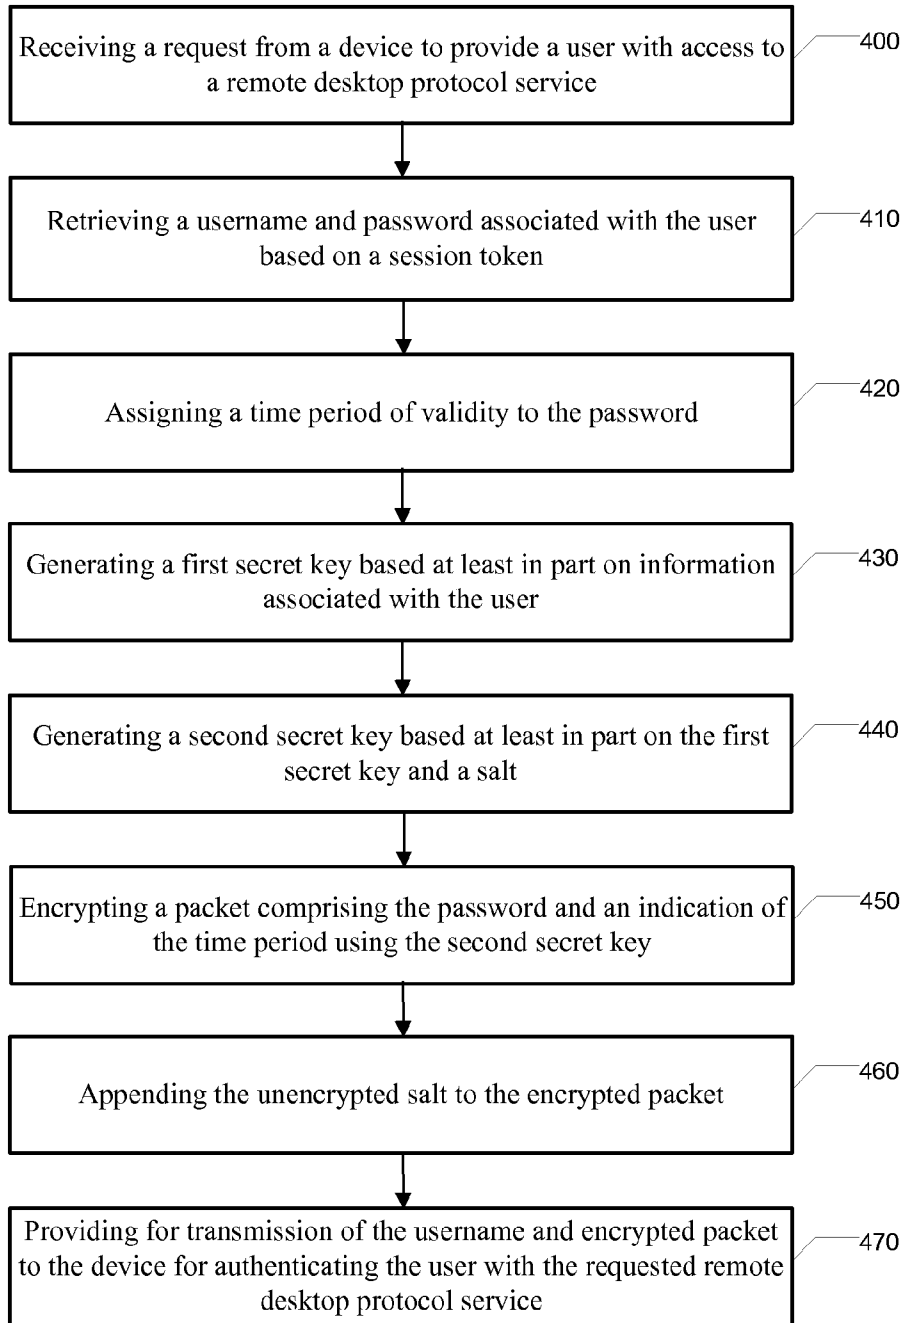 Receiving a request from a device to provide a user with access to
a remote desktop protocol service
400
Retrieving a username and password associated with the user
based on a session token
410
Assigning a time period of validity to the password
420
Generating a first secret key based at least in part on information
associated with the user
430
Generating a second secret key based at least in part on the first
secret key and a salt
440
Encrypting a packet comprising the password and an indication of
the time period using the second secret key
450
Appending the unencrypted salt to the encrypted packet
460
Providing for transmission of the username and encrypted packet
to the device for authenticating the user with the requested remote
desktop protocol service
470